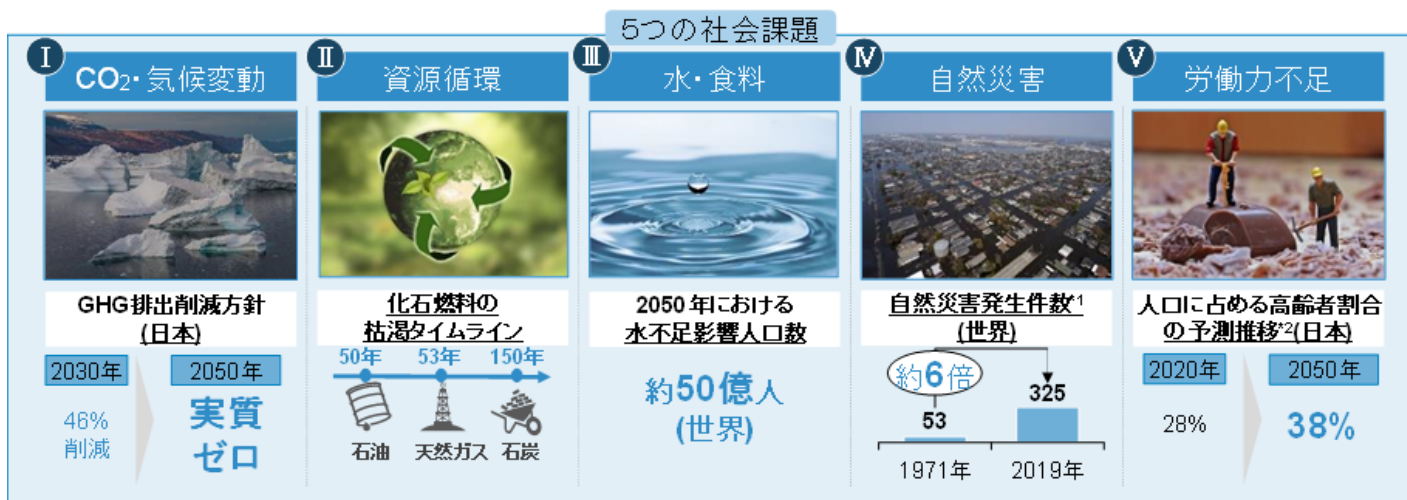 5つの社会課題
Ⅰ
CO₂・気候変動
GHG排出削減方針
(日本)
2030年
2050年
46%
削減
実質
ゼロ
Ⅱ
資源循環
化石燃料の
枯渇タイムライン
50年
53年
150年
石油
天然ガス
石炭
Ⅲ
水・食料
2050年における
水不足影響人口数
約50億人
(世界)
Ⅳ
自然災害
自然災害発生件数*1
(世界)
約6倍
53
325
1971年
2019年
Ⅴ
労働力不足
人口に占める高齢者割合
の予測推移*2(日本)
2020年
2050年
28%
38%